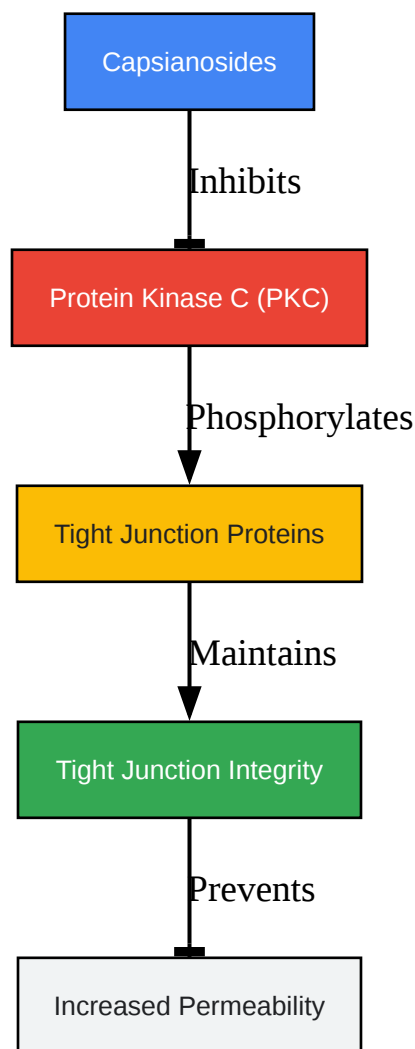 Capsianosides
Inhibits
Protein Kinase C (PKC)
Phosphorylates
Tight Junction Proteins
Maintains
Tight Junction Integrity
Prevents
Increased Permeability